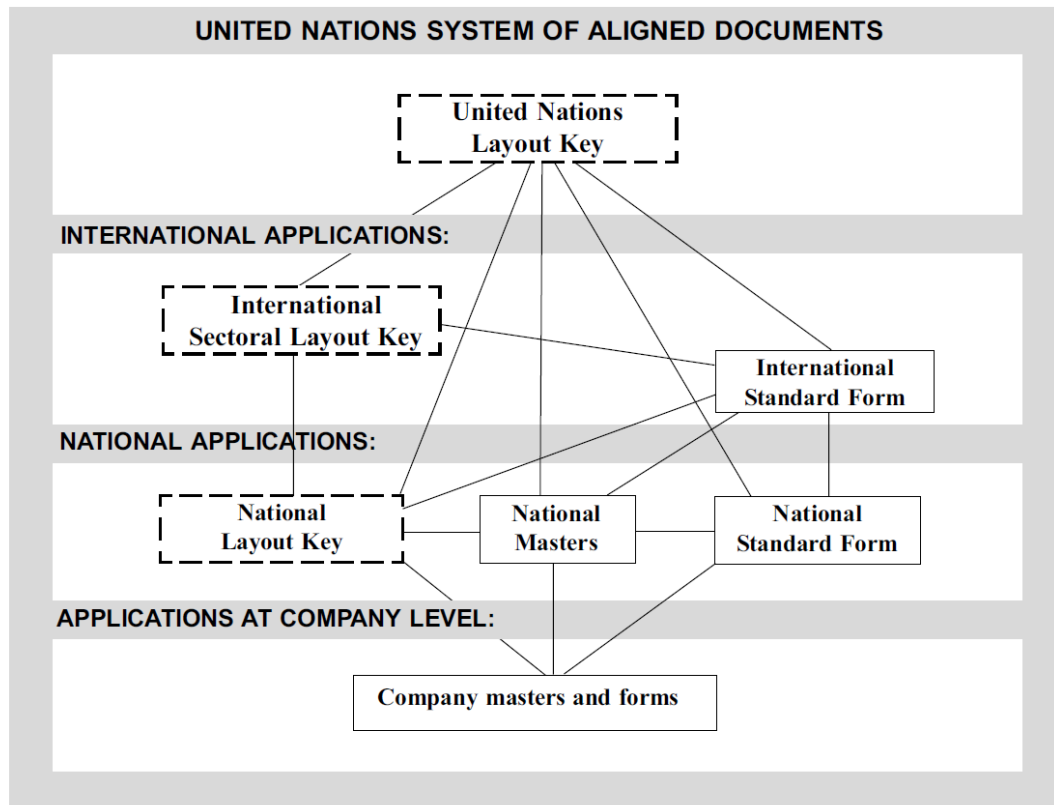 UNITED NATIONS SYSTEM OF ALIGNED DOCUMENTS
United Nations
Layout Key
INTERNATIONAL APPLICATIONS:
International
Sectoral Layout Key
International
Standard Form
NATIONAL APPLICATIONS:
National
Layout Key
National
Masters
National
Standard Form
APPLICATIONS AT COMPANY LEVEL:
Company masters and forms